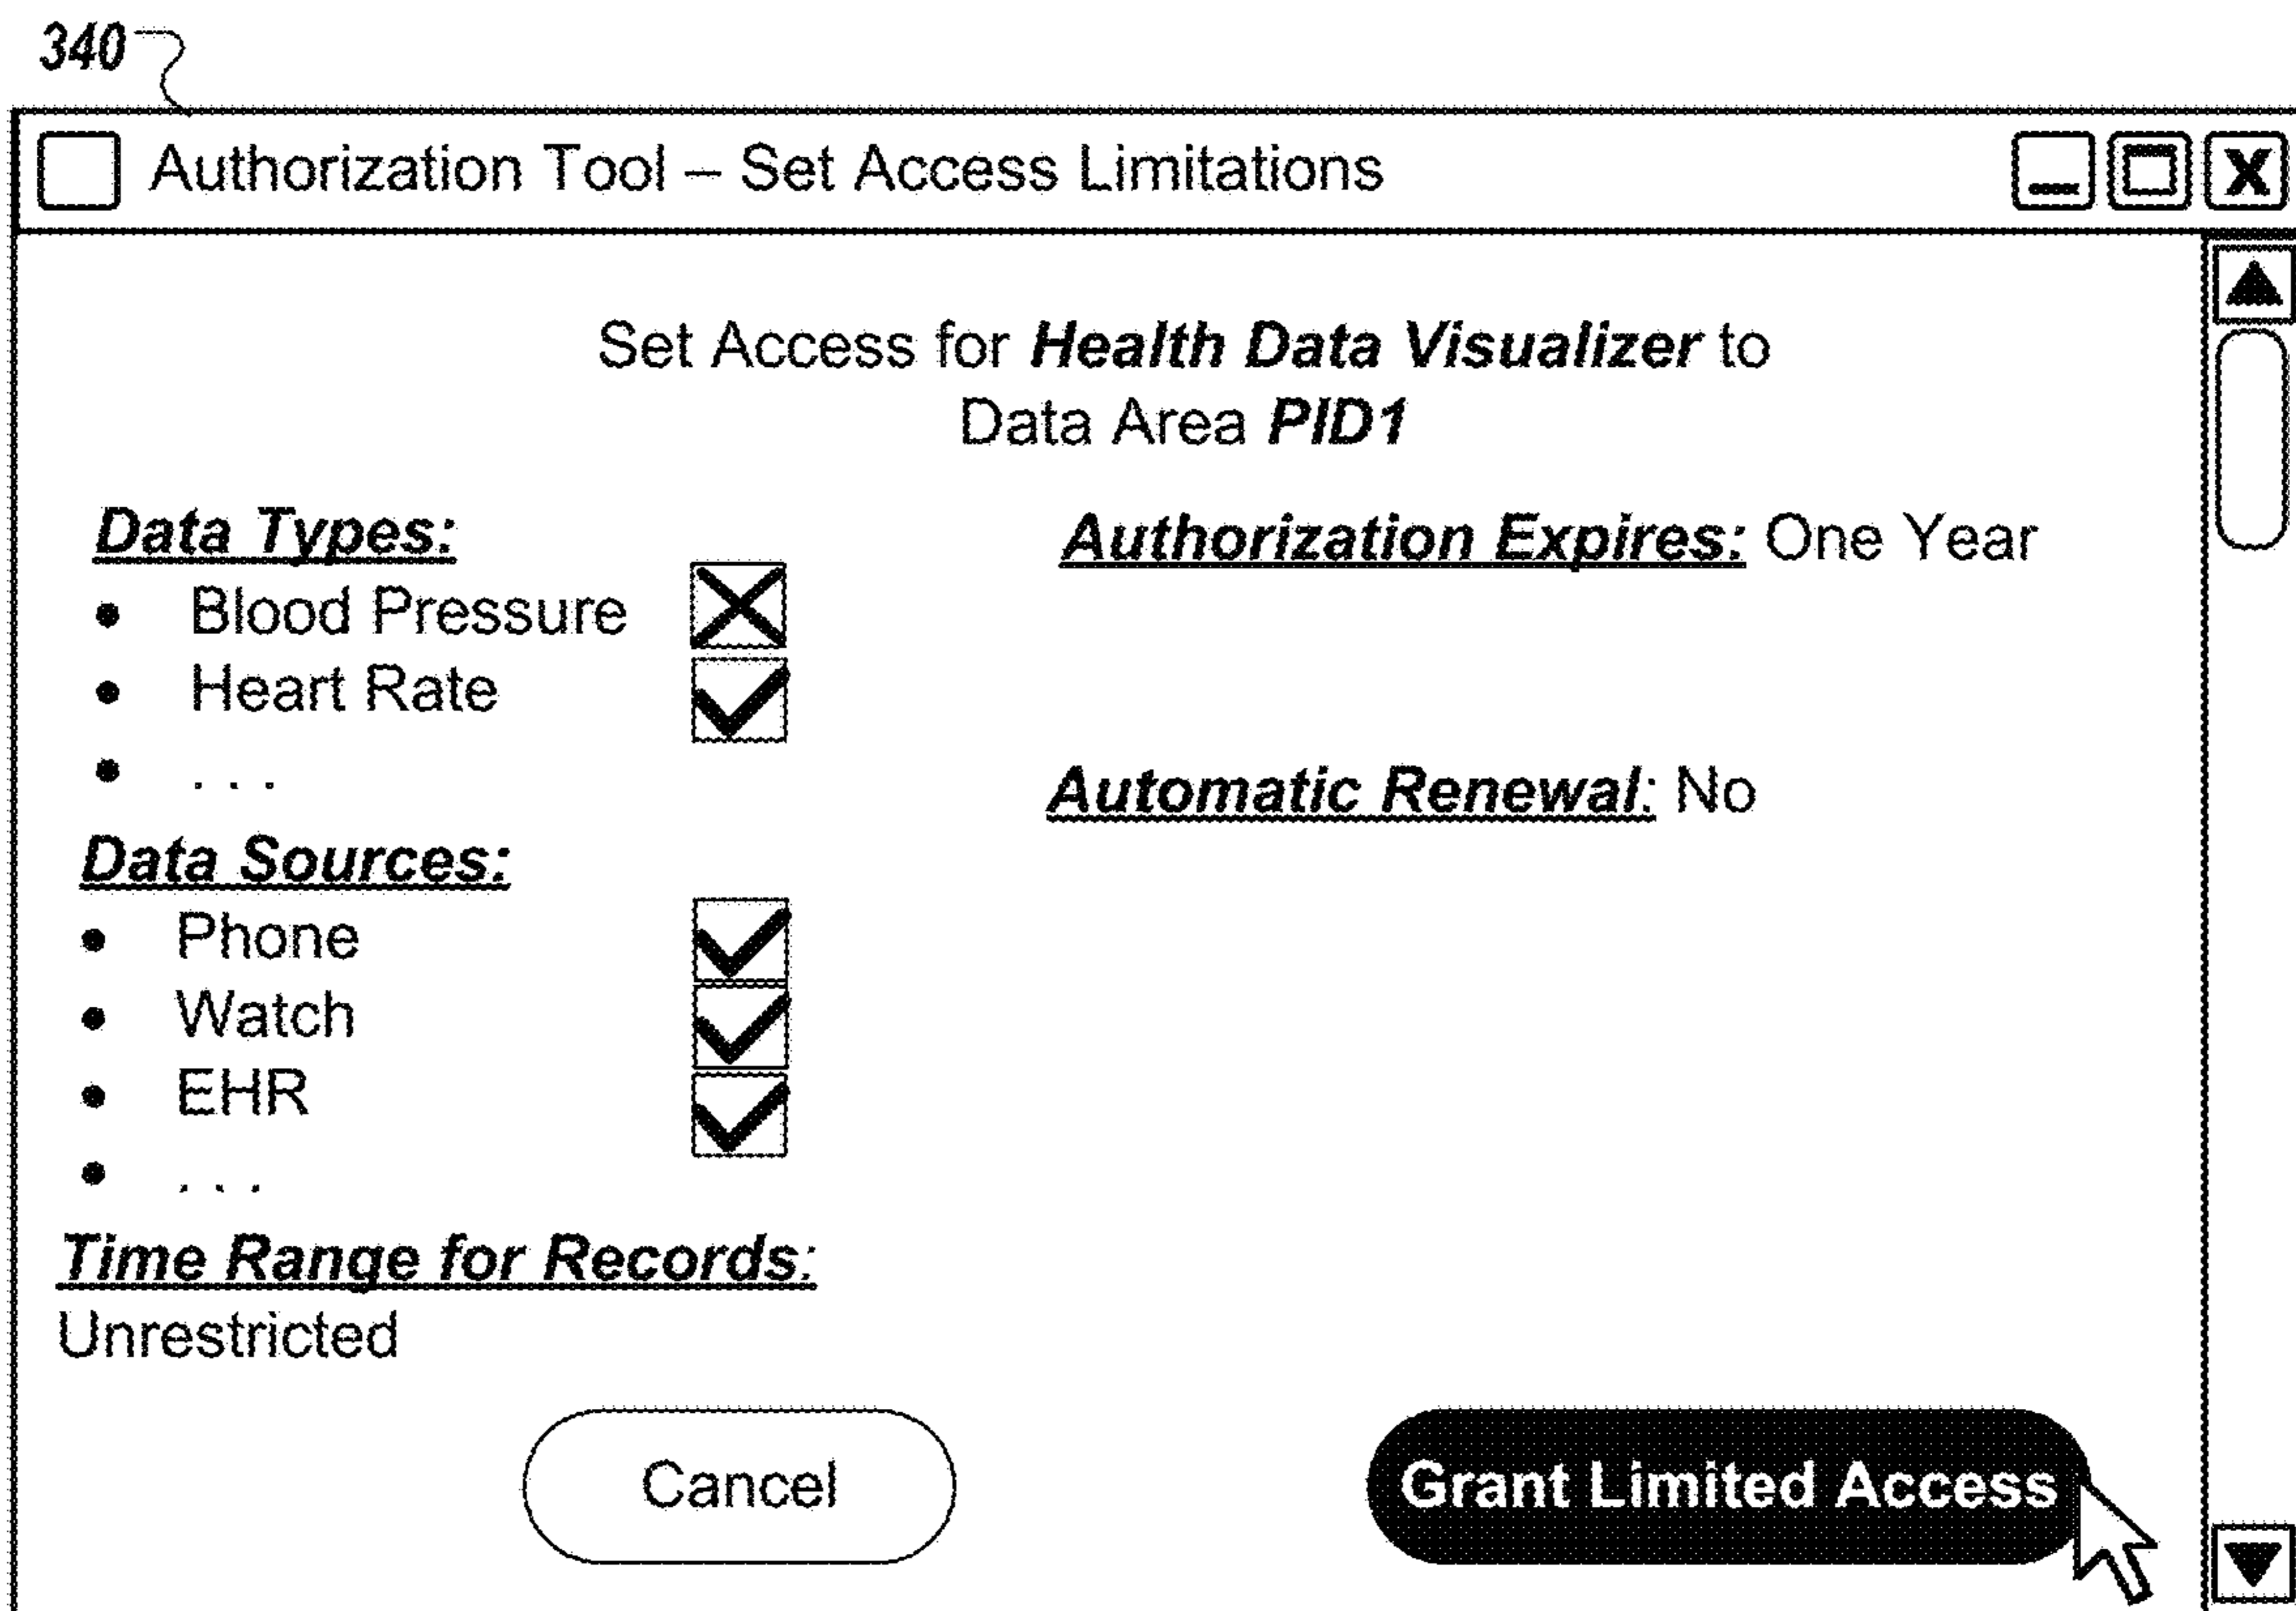 340
Authorization Tool – Set Access Limitations
Set Access for Health Data Visualizer to
Data Area PID1
Data Types:
• Blood Pressure
• Heart Rate
• . . .
Data Sources:
• Phone
• Watch
• EHR
• . . .
Time Range for Records:
Unrestricted
Authorization Expires: One Year
Automatic Renewal: No
Cancel
Grant Limited Access